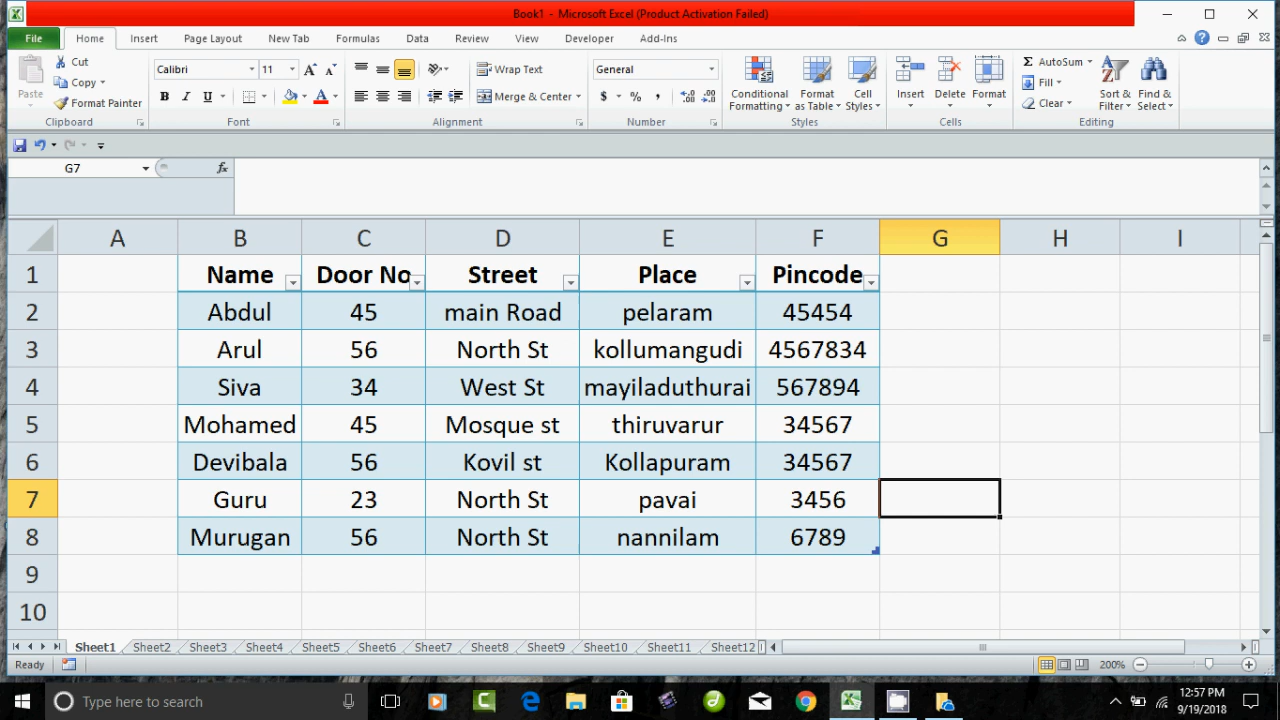 Book1 - Microsoft Excel (Product Activation Failed)
File Home Insert Page Layout New Tab Formulas Data Review View Developer Add-Ins
Paste
Cut
Copy
Format Painter
Clipboard
Calibri 11
B I U
Font
Wrap Text
Merge & Center
Alignment
General
$ % ,
Number
Conditional Formatting
Format as Table
Cell Styles
Styles
Insert Delete Format
Cells
AutoSum
Fill
Clear
Sort & Filter
Find & Select
Editing
G7 fx
A B C D E F G H I
1 Name Door No Street Place Pincode
2 Abdul 45 main Road pelaram 45454
3 Arul 56 North St kollumangudi 4567834
4 Siva 34 West St mayiladuthurai 567894
5 Mohamed 45 Mosque st thiruvarur 34567
6 Devibala 56 Kovil st Kollapuram 34567
7 Guru 23 North St pavai 3456
8 Murugan 56 North St nannilam 6789
9
10
Sheet1 Sheet2 Sheet3 Sheet4 Sheet5 Sheet6 Sheet7 Sheet8 Sheet9 Sheet10 Sheet11 Sheet12
Ready 200%
Type here to search
12:57 PM
9/19/2018